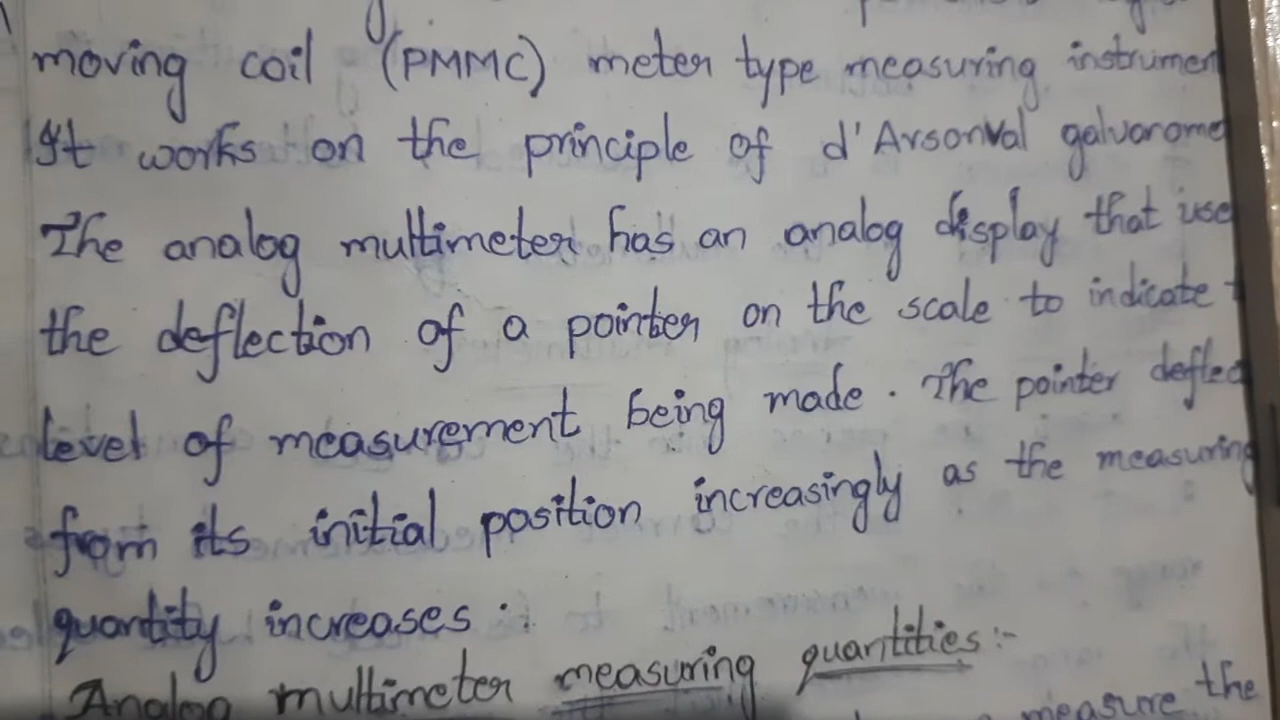 moving coil (PMMC) meter type measuring instrumen
It works on the principle of d'Arsonval galvanome
The analog multimeter has an analog display that use
the deflection of a pointer on the scale to indicate t
level of measurement being made. The pointer deflec
from its initial position increasingly as the measuring
quantity increases.
Analog multimeter measuring quantities:-
measure the